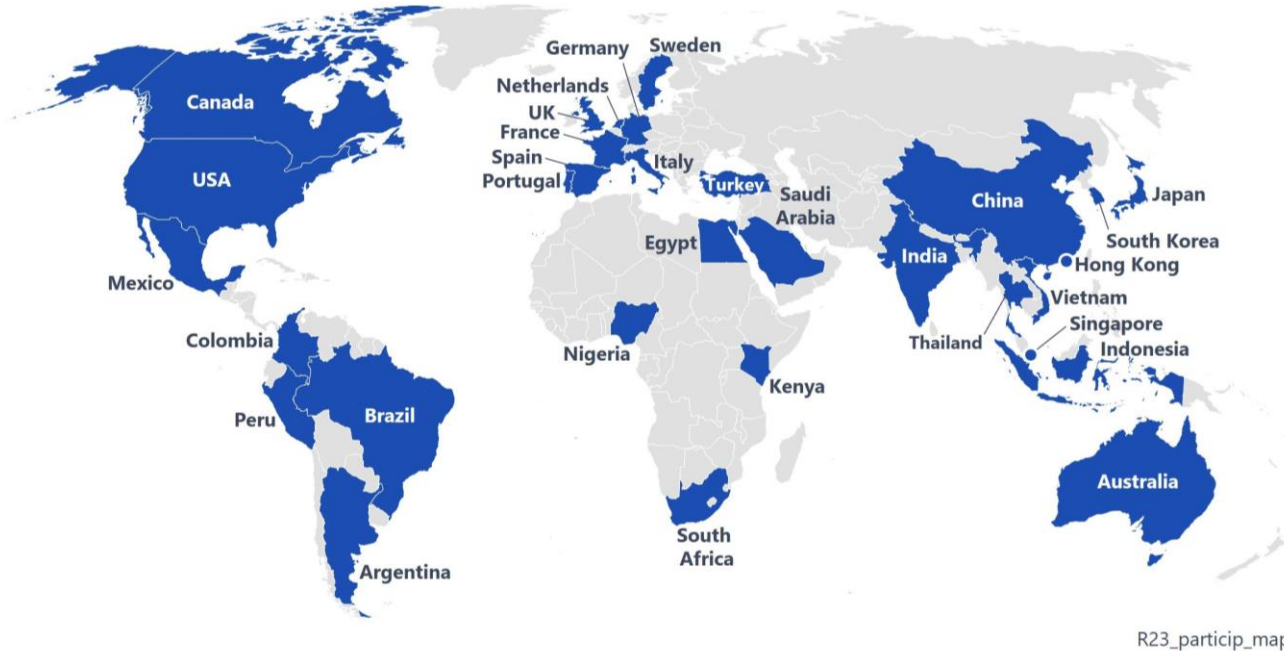 Germany
Sweden
Netherlands
UK
France
Spain
Portugal
Italy
Turkey
Saudi
Arabia
Egypt
Canada
USA
Mexico
Colombia
Peru
Brazil
Argentina
Nigeria
Kenya
South
Africa
China
India
Japan
South Korea
Hong Kong
Vietnam
Thailand
Singapore
Indonesia
Australia
R23_particip_map